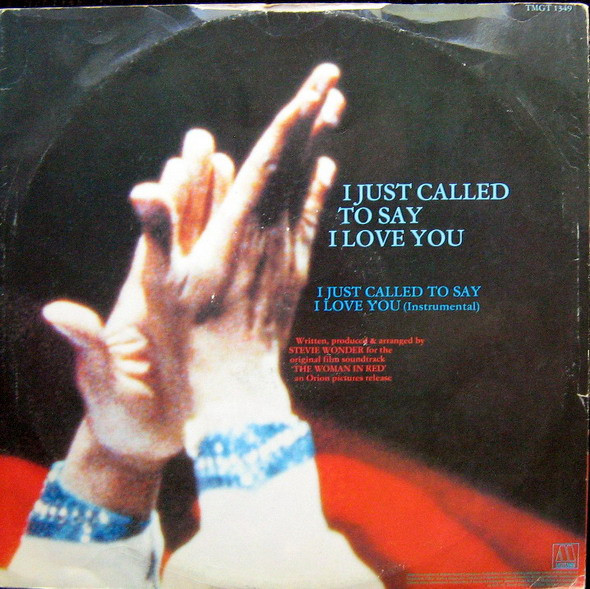 TMGT 1349
I JUST CALLED
TO SAY
I LOVE YOU
I JUST CALLED TO SAY
I LOVE YOU (Instrumental)
Written, produced & arranged by
STEVIE WONDER for the
original film soundtrack
'THE WOMAN IN RED'
an Orion pictures release